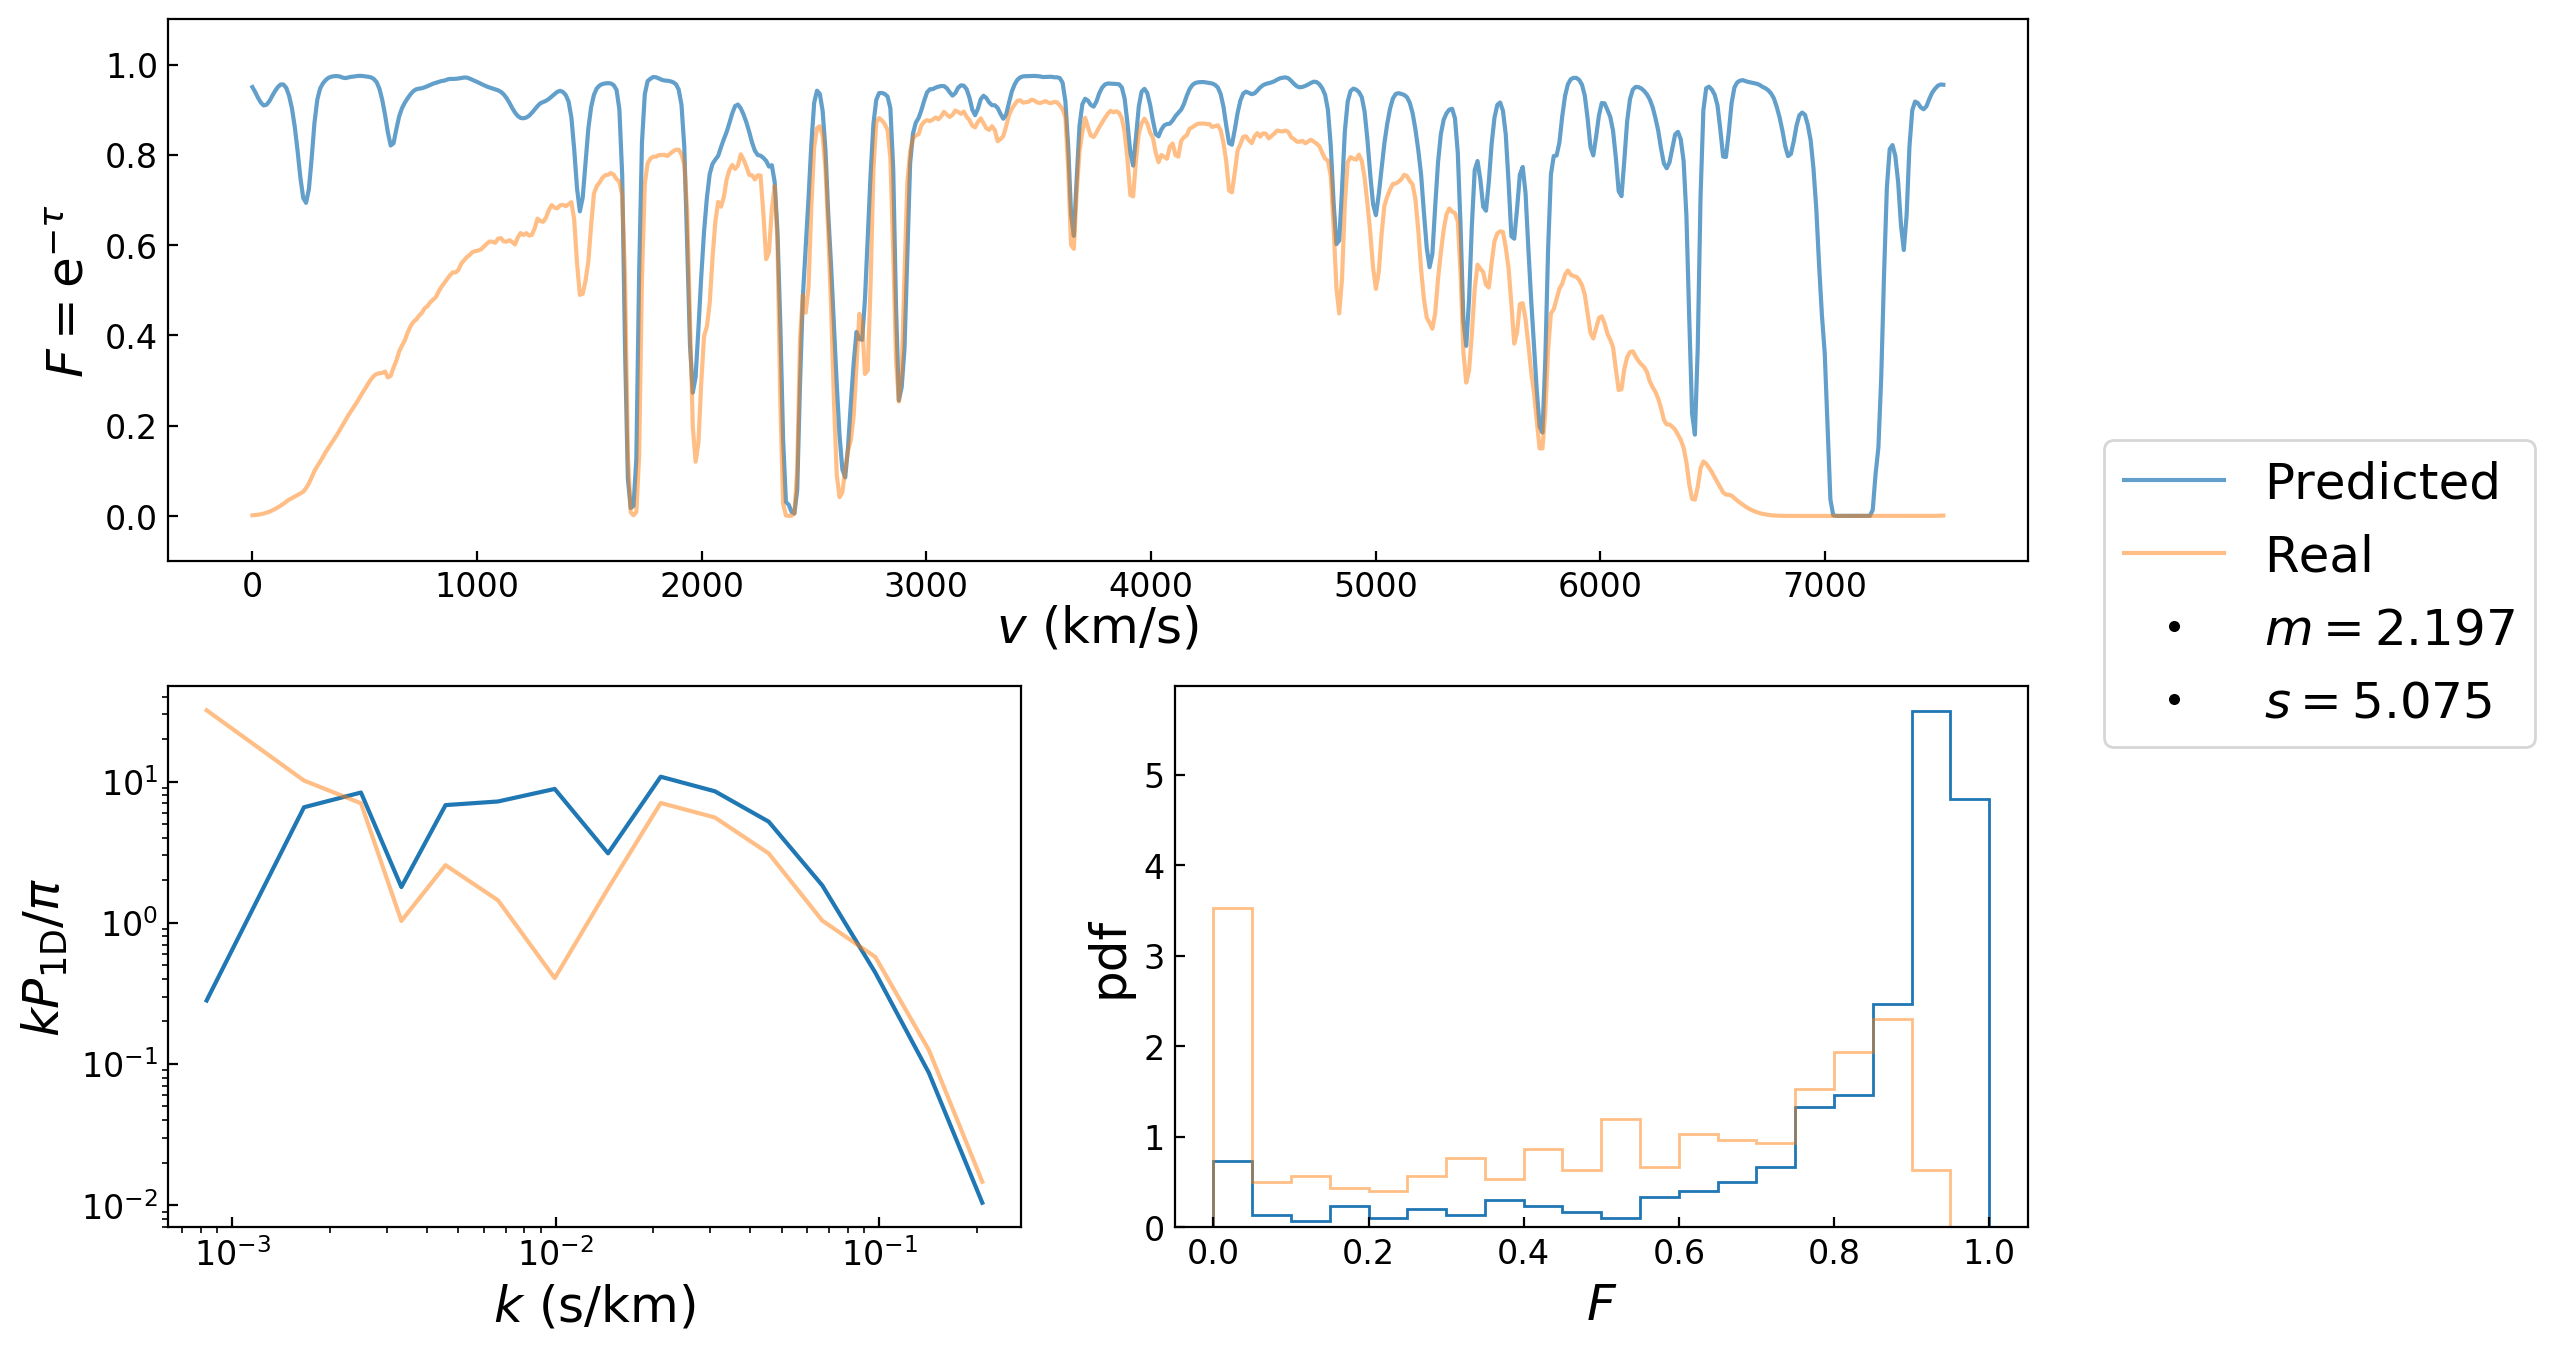 1.0
0.8
0.6
0.4
0.2
0.0
F = e^{−τ}
0 1000 2000 3000 4000 5000 6000 7000
v (km/s)
Predicted
Real
m = 2.197
s = 5.075
10^1
10^0
10^{−1}
10^{−2}
kP_{1D}/π
10^{−3} 10^{−2} 10^{−1}
k (s/km)
5
4
3
2
1
0
pdf
0.0 0.2 0.4 0.6 0.8 1.0
F